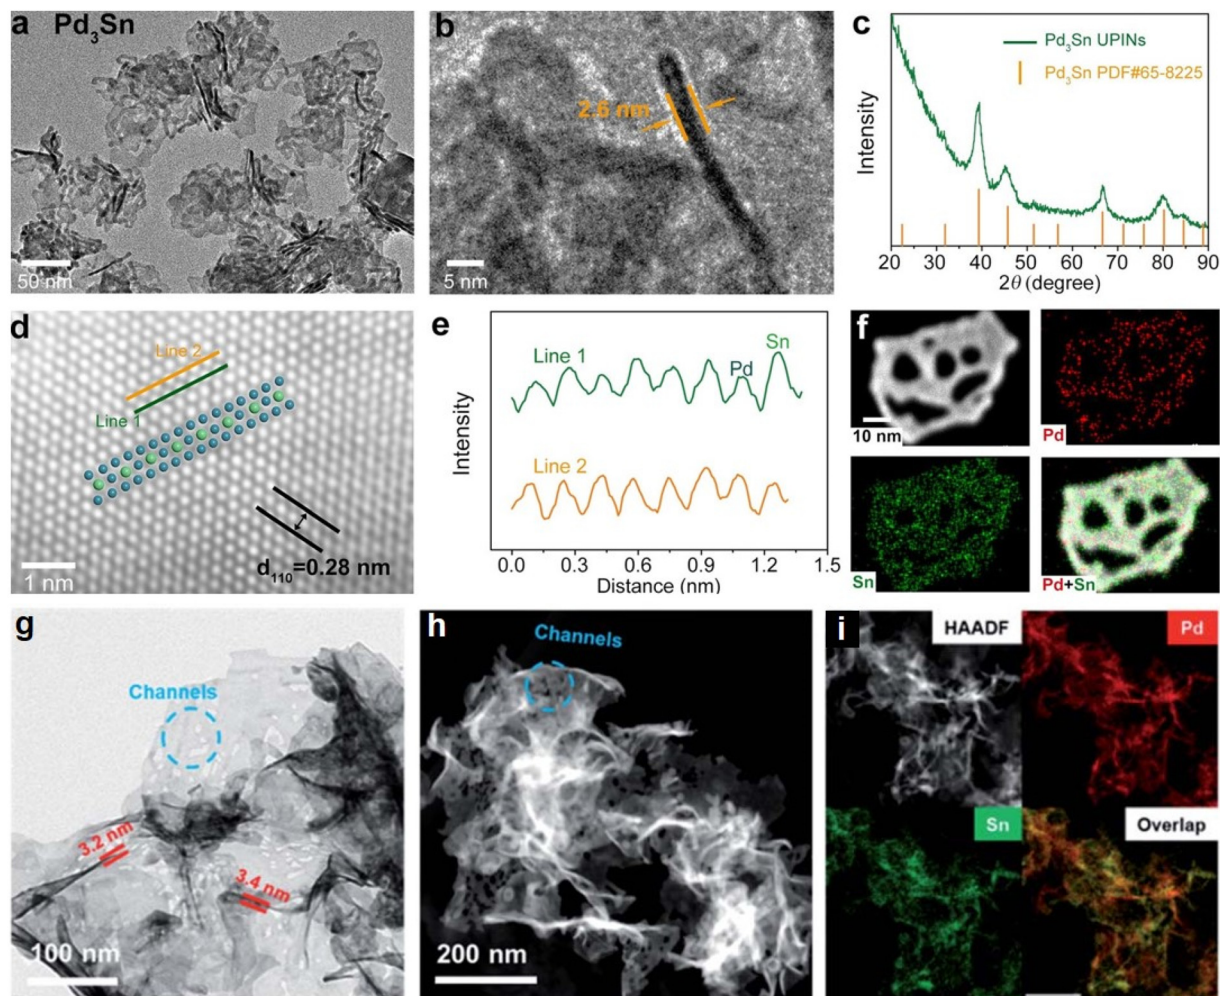 a Pd₃Sn
50 nm
b
2.6 nm
5 nm
c
Pd₃Sn UPINs
Pd₃Sn PDF#65-8225
Intensity
20 30 40 50 60 70 80 90
2θ (degree)
d
Line 2
Line 1
1 nm
d₁₁₀=0.28 nm
e
Line 1
Pd
Sn
Line 2
Intensity
0.0 0.3 0.6 0.9 1.2 1.5
Distance (nm)
f
10 nm
Pd
Sn
Pd+Sn
g
Channels
3.2 nm
3.4 nm
100 nm
h
Channels
200 nm
i
HAADF
Pd
Sn
Overlap